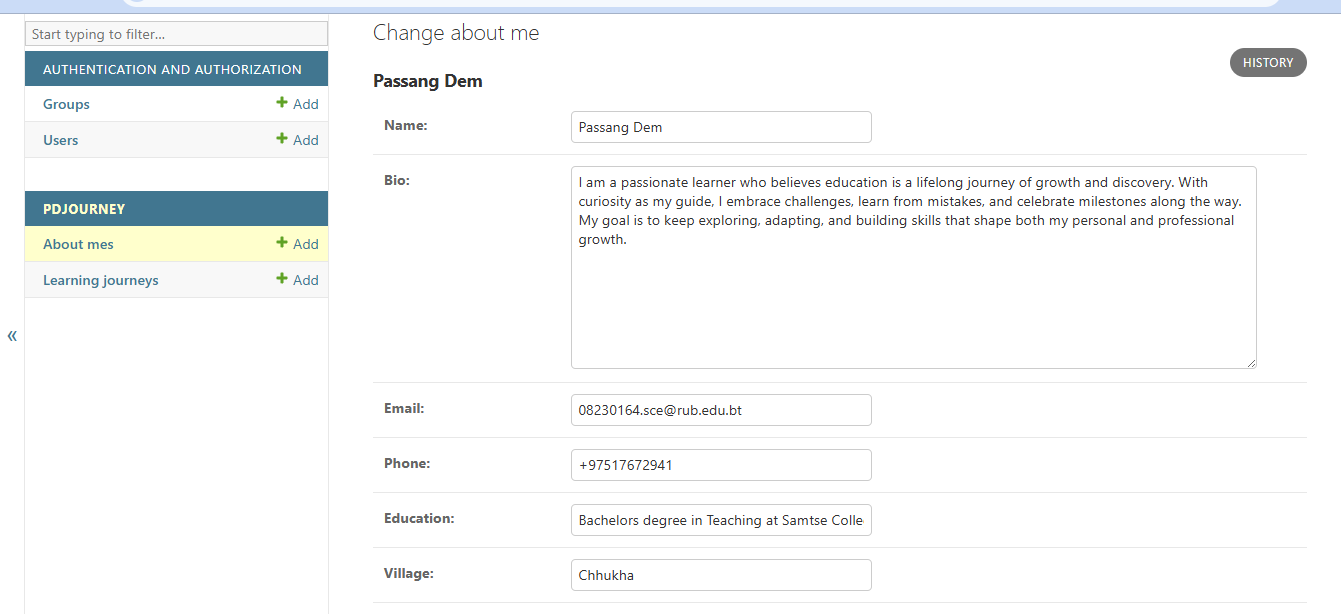 Start typing to filter...
AUTHENTICATION AND AUTHORIZATION
Groups
Add
Users
Add
PDJOURNEY
About mes
Add
Learning journeys
Add
«
Change about me
HISTORY
Passang Dem
Name:
Passang Dem
Bio:
I am a passionate learner who believes education is a lifelong journey of growth and discovery. With
curiosity as my guide, I embrace challenges, learn from mistakes, and celebrate milestones along the way.
My goal is to keep exploring, adapting, and building skills that shape both my personal and professional
growth.
Email:
08230164.sce@rub.edu.bt
Phone:
+97517672941
Education:
Bachelors degree in Teaching at Samtse Colle
Village:
Chhukha